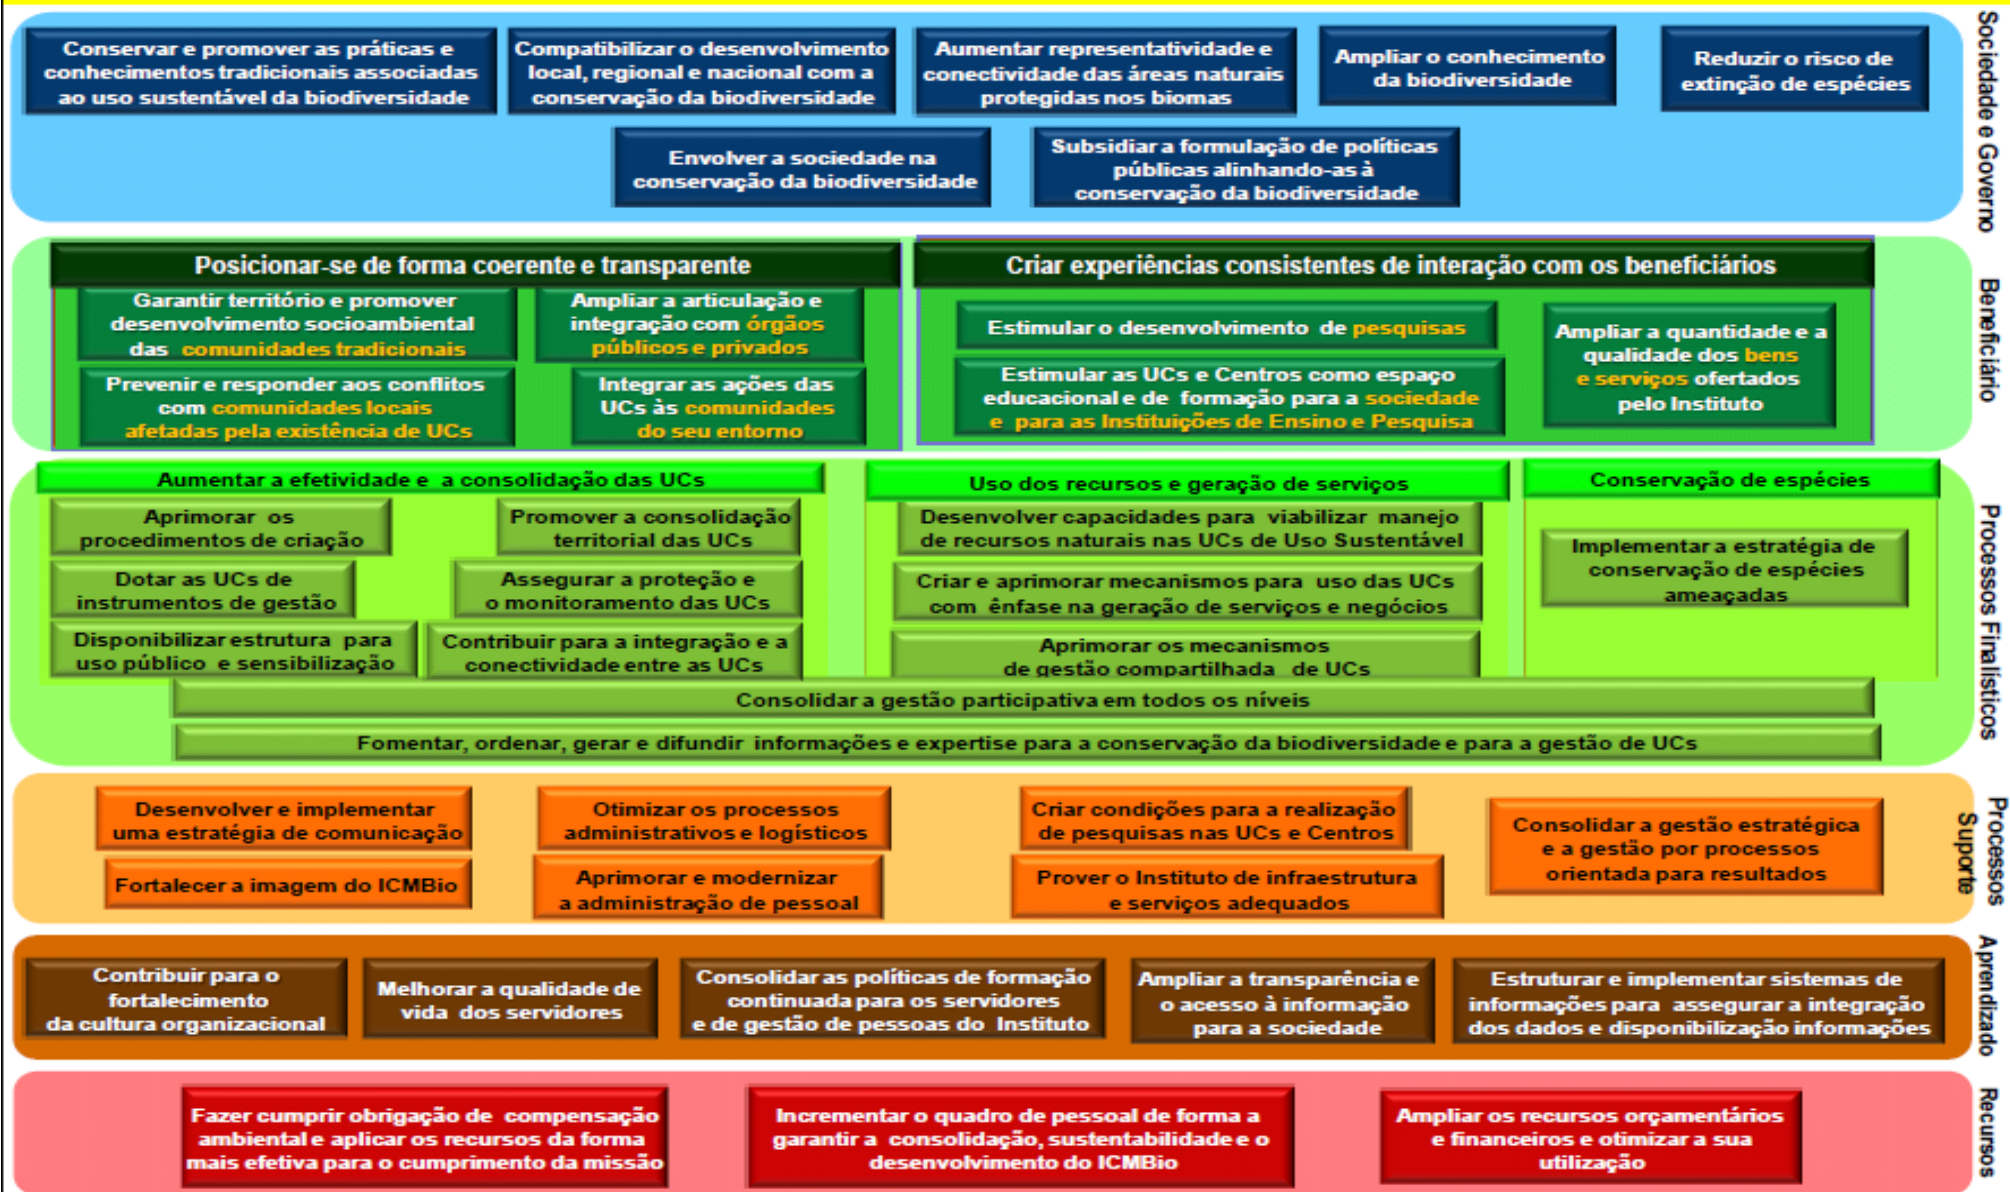 Sociedade e Governo
Conservar e promover as práticas e
conhecimentos tradicionais associadas
ao uso sustentável da biodiversidade
Compatibilizar o desenvolvimento
local, regional e nacional com a
conservação da biodiversidade
Aumentar representatividade e
conectividade das áreas naturais
protegidas nos biomas
Ampliar o conhecimento
da biodiversidade
Reduzir o risco de
extinção de espécies
Envolver a sociedade na
conservação da biodiversidade
Subsidiar a formulação de políticas
públicas alinhando-as à
conservação da biodiversidade
Beneficiário
Posicionar-se de forma coerente e transparente
Garantir território e promover
desenvolvimento socioambiental
das comunidades tradicionais
Ampliar a articulação e
integração com órgãos
públicos e privados
Prevenir e responder aos conflitos
com comunidades locais
afetadas pela existência de UCs
Integrar as ações das
UCs às comunidades
do seu entorno
Criar experiências consistentes de interação com os beneficiários
Estimular o desenvolvimento de pesquisas
Estimular as UCs e Centros como espaço
educacional e de formação para a sociedade
e para as Instituições de Ensino e Pesquisa
Ampliar a quantidade e a
qualidade dos bens
e serviços ofertados
pelo Instituto
Processos Finalísticos
Aumentar a efetividade e a consolidação das UCs
Aprimorar os
procedimentos de criação
Promover a consolidação
territorial das UCs
Dotar as UCs de
instrumentos de gestão
Assegurar a proteção e
o monitoramento das UCs
Disponibilizar estrutura para
uso público e sensibilização
Contribuir para a integração e a
conectividade entre as UCs
Uso dos recursos e geração de serviços
Desenvolver capacidades para viabilizar manejo
de recursos naturais nas UCs de Uso Sustentável
Criar e aprimorar mecanismos para uso das UCs
com ênfase na geração de serviços e negócios
Aprimorar os mecanismos
de gestão compartilhada de UCs
Conservação de espécies
Implementar a estratégia de
conservação de espécies
ameaçadas
Consolidar a gestão participativa em todos os níveis
Fomentar, ordenar, gerar e difundir informações e expertise para a conservação da biodiversidade e para a gestão de UCs
Processos
Suporte
Desenvolver e implementar
uma estratégia de comunicação
Otimizar os processos
administrativos e logísticos
Criar condições para a realização
de pesquisas nas UCs e Centros
Consolidar a gestão estratégica
e a gestão por processos
orientada para resultados
Fortalecer a imagem do ICMBio
Aprimorar e modernizar
a administração de pessoal
Prover o Instituto de infraestrutura
e serviços adequados
Aprendizado
Contribuir para o
fortalecimento
da cultura organizacional
Melhorar a qualidade de
vida dos servidores
Consolidar as políticas de formação
continuada para os servidores
e de gestão de pessoas do Instituto
Ampliar a transparência e
o acesso à informação
para a sociedade
Estruturar e implementar sistemas de
informações para assegurar a integração
dos dados e disponibilização informações
Recursos
Fazer cumprir obrigação de compensação
ambiental e aplicar os recursos da forma
mais efetiva para o cumprimento da missão
Incrementar o quadro de pessoal de forma a
garantir a consolidação, sustentabilidade e o
desenvolvimento do ICMBio
Ampliar os recursos orçamentários
e financeiros e otimizar a sua
utilização